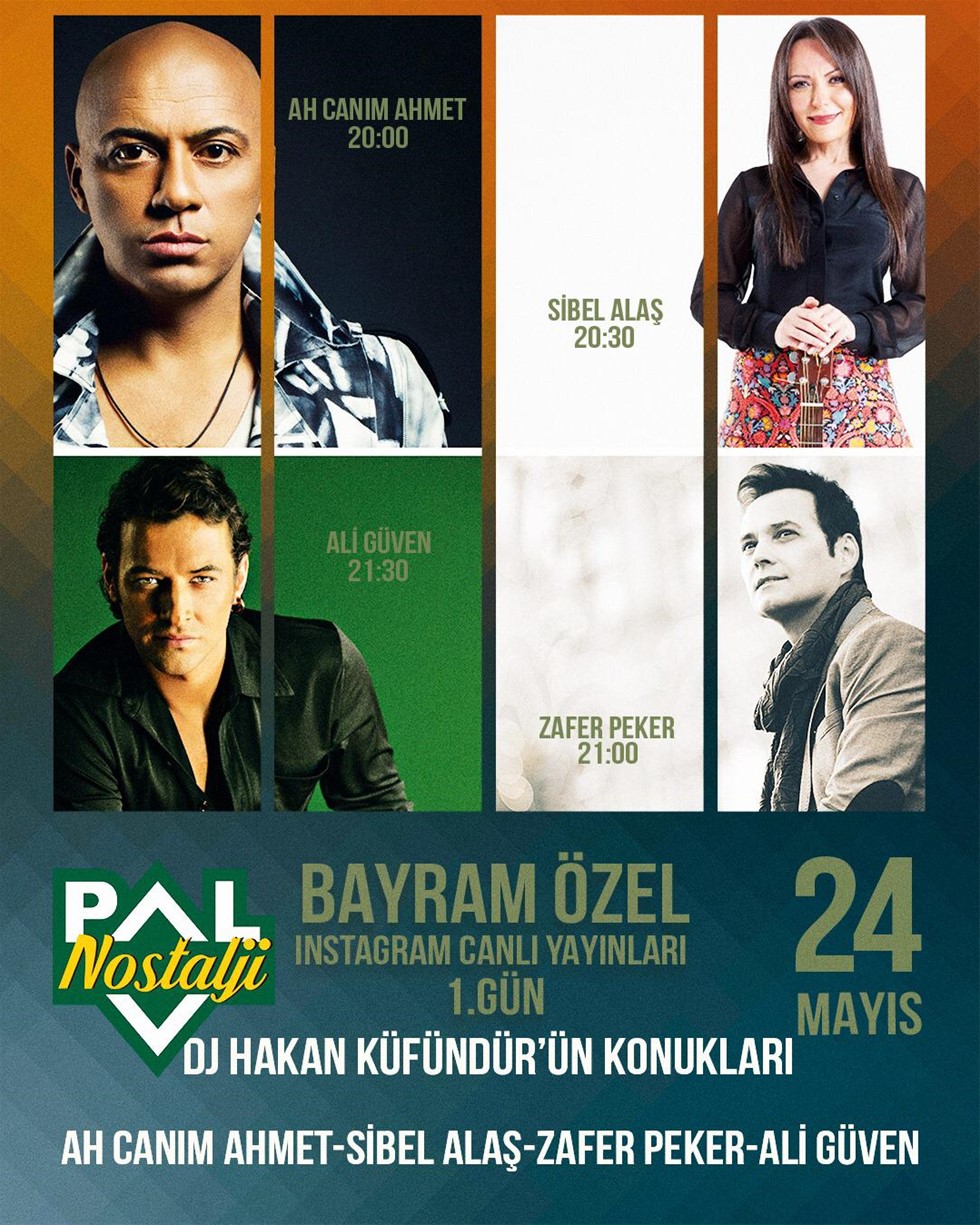 AH CANIM AHMET
20:00
SİBEL ALAŞ
20:30
ALİ GÜVEN
21:30
ZAFER PEKER
21:00
PAL
Nostalji
BAYRAM ÖZEL
INSTAGRAM CANLI YAYINLARI
1.GÜN
24
MAYIS
DJ HAKAN KÜFÜNDÜR’ÜN KONUKLARI
AH CANIM AHMET-SİBEL ALAŞ-ZAFER PEKER-ALİ GÜVEN